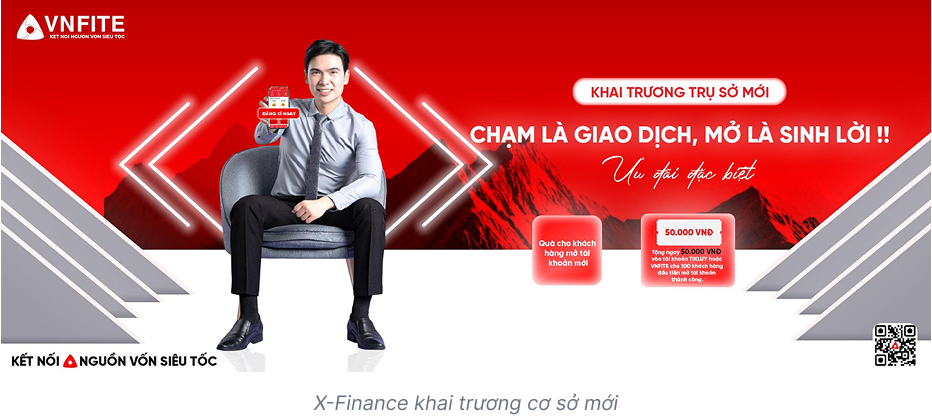 VNFITE
KẾT NỐI NGUỒN VỐN SIÊU TỐC
ĐĂNG KÍ NGAY
KHAI TRƯƠNG TRỤ SỞ MỚI
CHẠM LÀ GIAO DỊCH, MỞ LÀ SINH LỜI !!
Ưu đãi đặc biệt
Quà cho khách
hàng mở tài
khoản mới
50.000 VNĐ
Tặng ngay 50.000 VNĐ
vào tài khoản TIKLUY hoặc
VNFITE cho 100 khách hàng
đầu tiên mở tài khoản
thành công.
KẾT NỐI NGUỒN VỐN SIÊU TỐC
X-Finance khai trương cơ sở mới